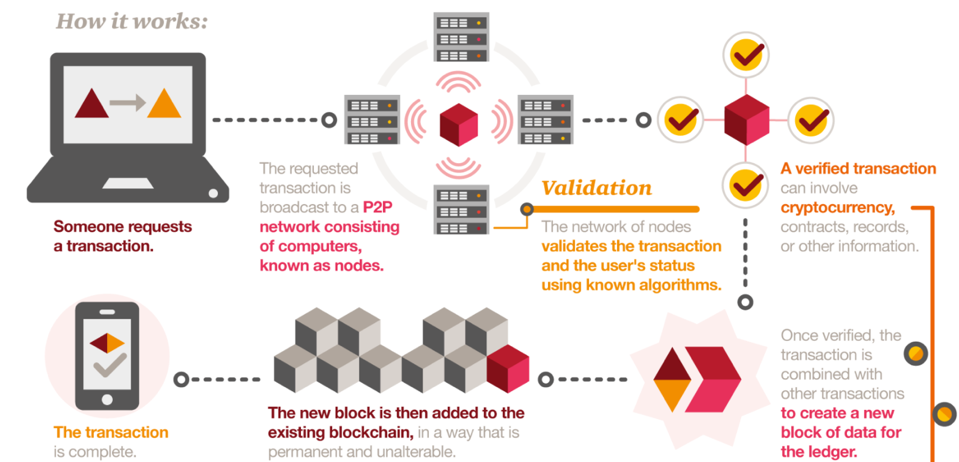 How it works:
Someone requests
a transaction.
The requested
transaction is
broadcast to a P2P
network consisting
of computers,
known as nodes.
Validation
The network of nodes
validates the transaction
and the user's status
using known algorithms.
A verified transaction
can involve
cryptocurrency,
contracts, records,
or other information.
Once verified, the
transaction is
combined with
other transactions
to create a new
block of data for
the ledger.
The new block is then added to the
existing blockchain, in a way that is
permanent and unalterable.
The transaction
is complete.